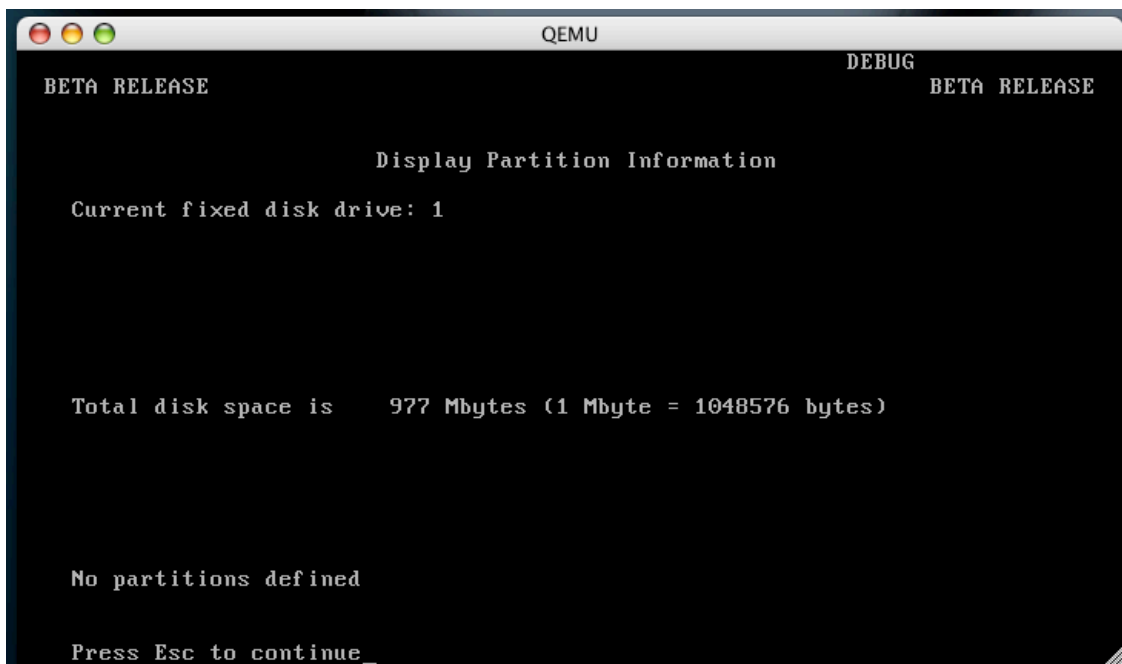 QEMU
DEBUG
BETA RELEASE BETA RELEASE
Display Partition Information
Current fixed disk drive: 1
Total disk space is 977 Mbytes (1 Mbyte = 1048576 bytes)
No partitions defined
Press Esc to continue_